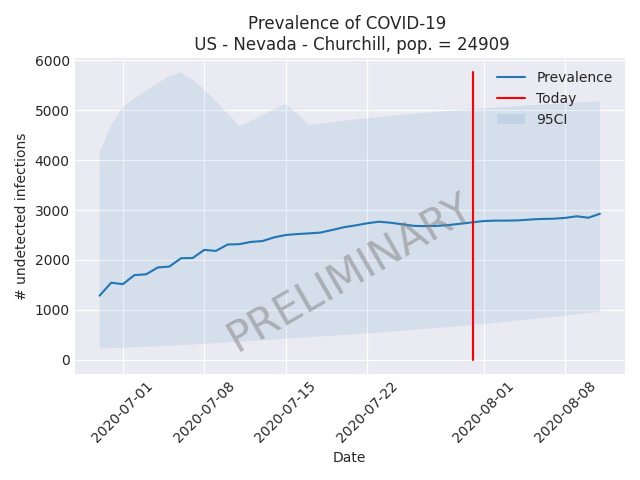 Prevalence of COVID-19
US - Nevada - Churchill, pop. = 24909
6000
5000
4000
3000
2000
1000
0
# undetected infections
Prevalence
Today
95CI
PRELIMINARY
2020-07-01
2020-07-08
2020-07-15
2020-07-22
2020-08-01
2020-08-08
Date